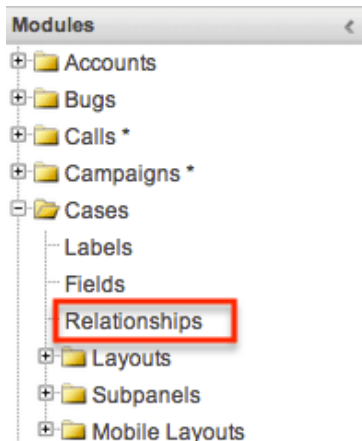 Modules
Accounts
Bugs
Calls *
Campaigns *
Cases
Labels
Fields
Relationships
Layouts
Subpanels
Mobile Layouts